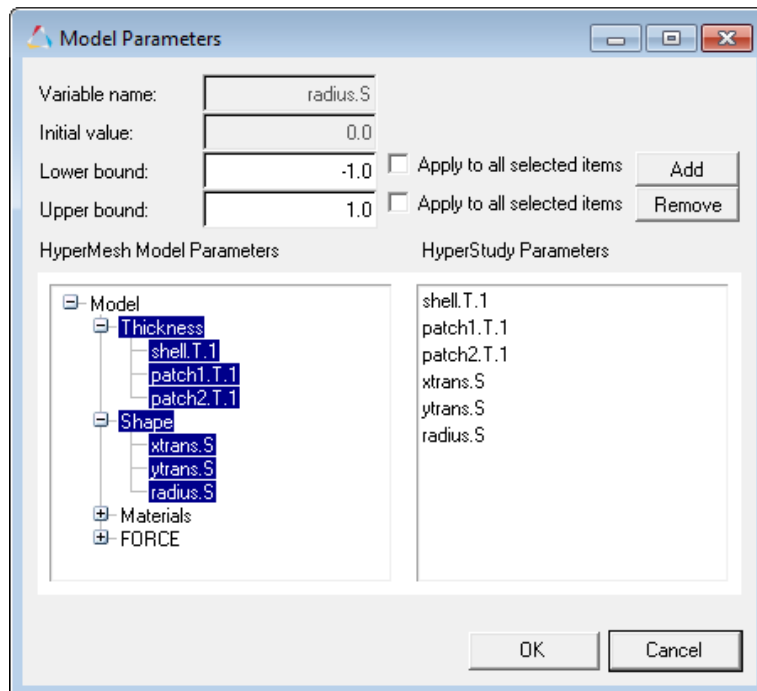 Model Parameters
Variable name: radius.S
Initial value: 0.0
Lower bound: -1.0 Apply to all selected items Add
Upper bound: 1.0 Apply to all selected items Remove
HyperMesh Model Parameters HyperStudy Parameters
Model
Thickness
shell.T.1
patch1.T.1
patch2.T.1
Shape
xtrans.S
ytrans.S
radius.S
Materials
FORCE
shell.T.1
patch1.T.1
patch2.T.1
xtrans.S
ytrans.S
radius.S
OK Cancel